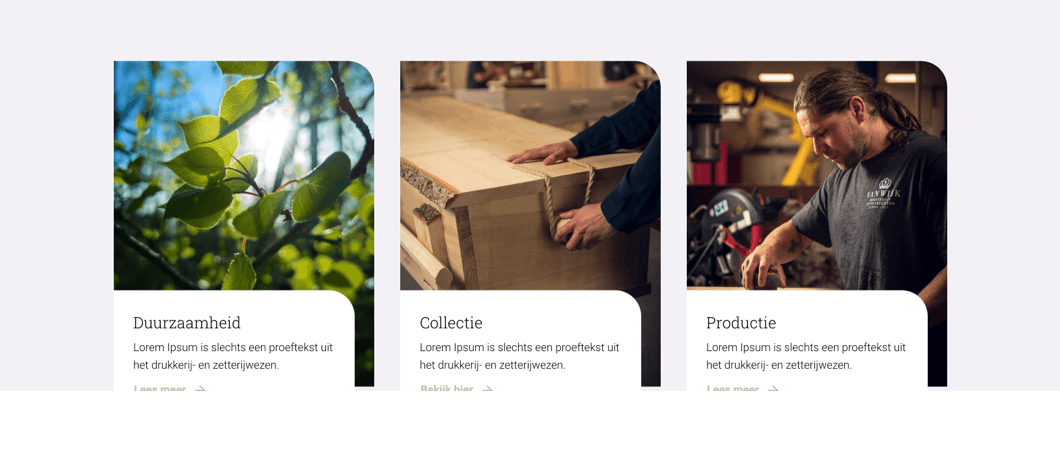 VAN WIJK
Duurzaamheid
Lorem Ipsum is slechts een proeftekst uit
het drukkerij- en zetterijwezen.
Lees meer →
Collectie
Lorem Ipsum is slechts een proeftekst uit
het drukkerij- en zetterijwezen.
Bekijk hier →
Productie
Lorem Ipsum is slechts een proeftekst uit
het drukkerij- en zetterijwezen.
Lees meer →